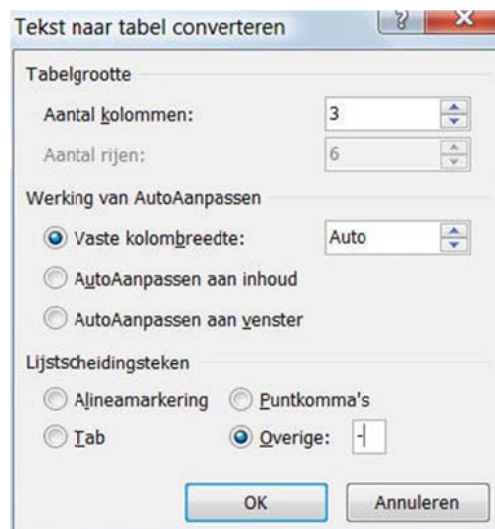 Tekst naar tabel converteren ? X
Tabelgrootte
Aantal kolommen: 3
Aantal rijen: 6
Werking van AutoAanpassen
Vaste kolombreedte: Auto
AutoAanpassen aan inhoud
AutoAanpassen aan venster
Lijstscheidingsteken
Alineamarkering Puntkomma's
Tab Overige: -
OK Annuleren